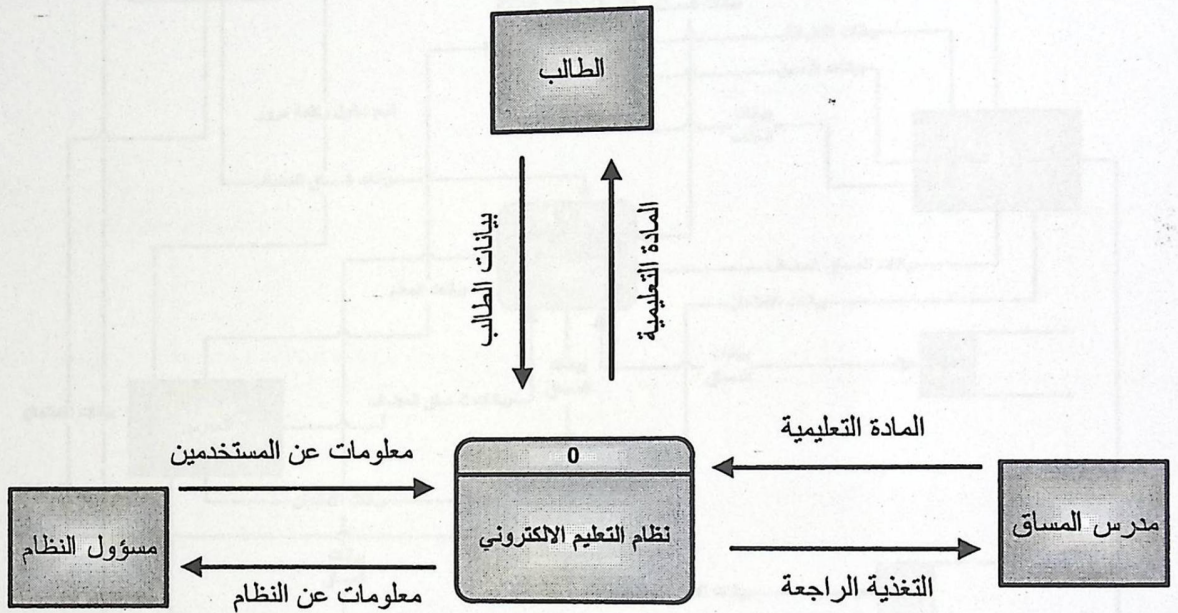 الطالب
بيانات الطالب
المادة التعليمية
المادة التعليمية
معلومات عن المستخدمين
0
نظام التعليم الالكتروني
مدرس المساق
مسؤول النظام
التغذية الراجعة
معلومات عن النظام